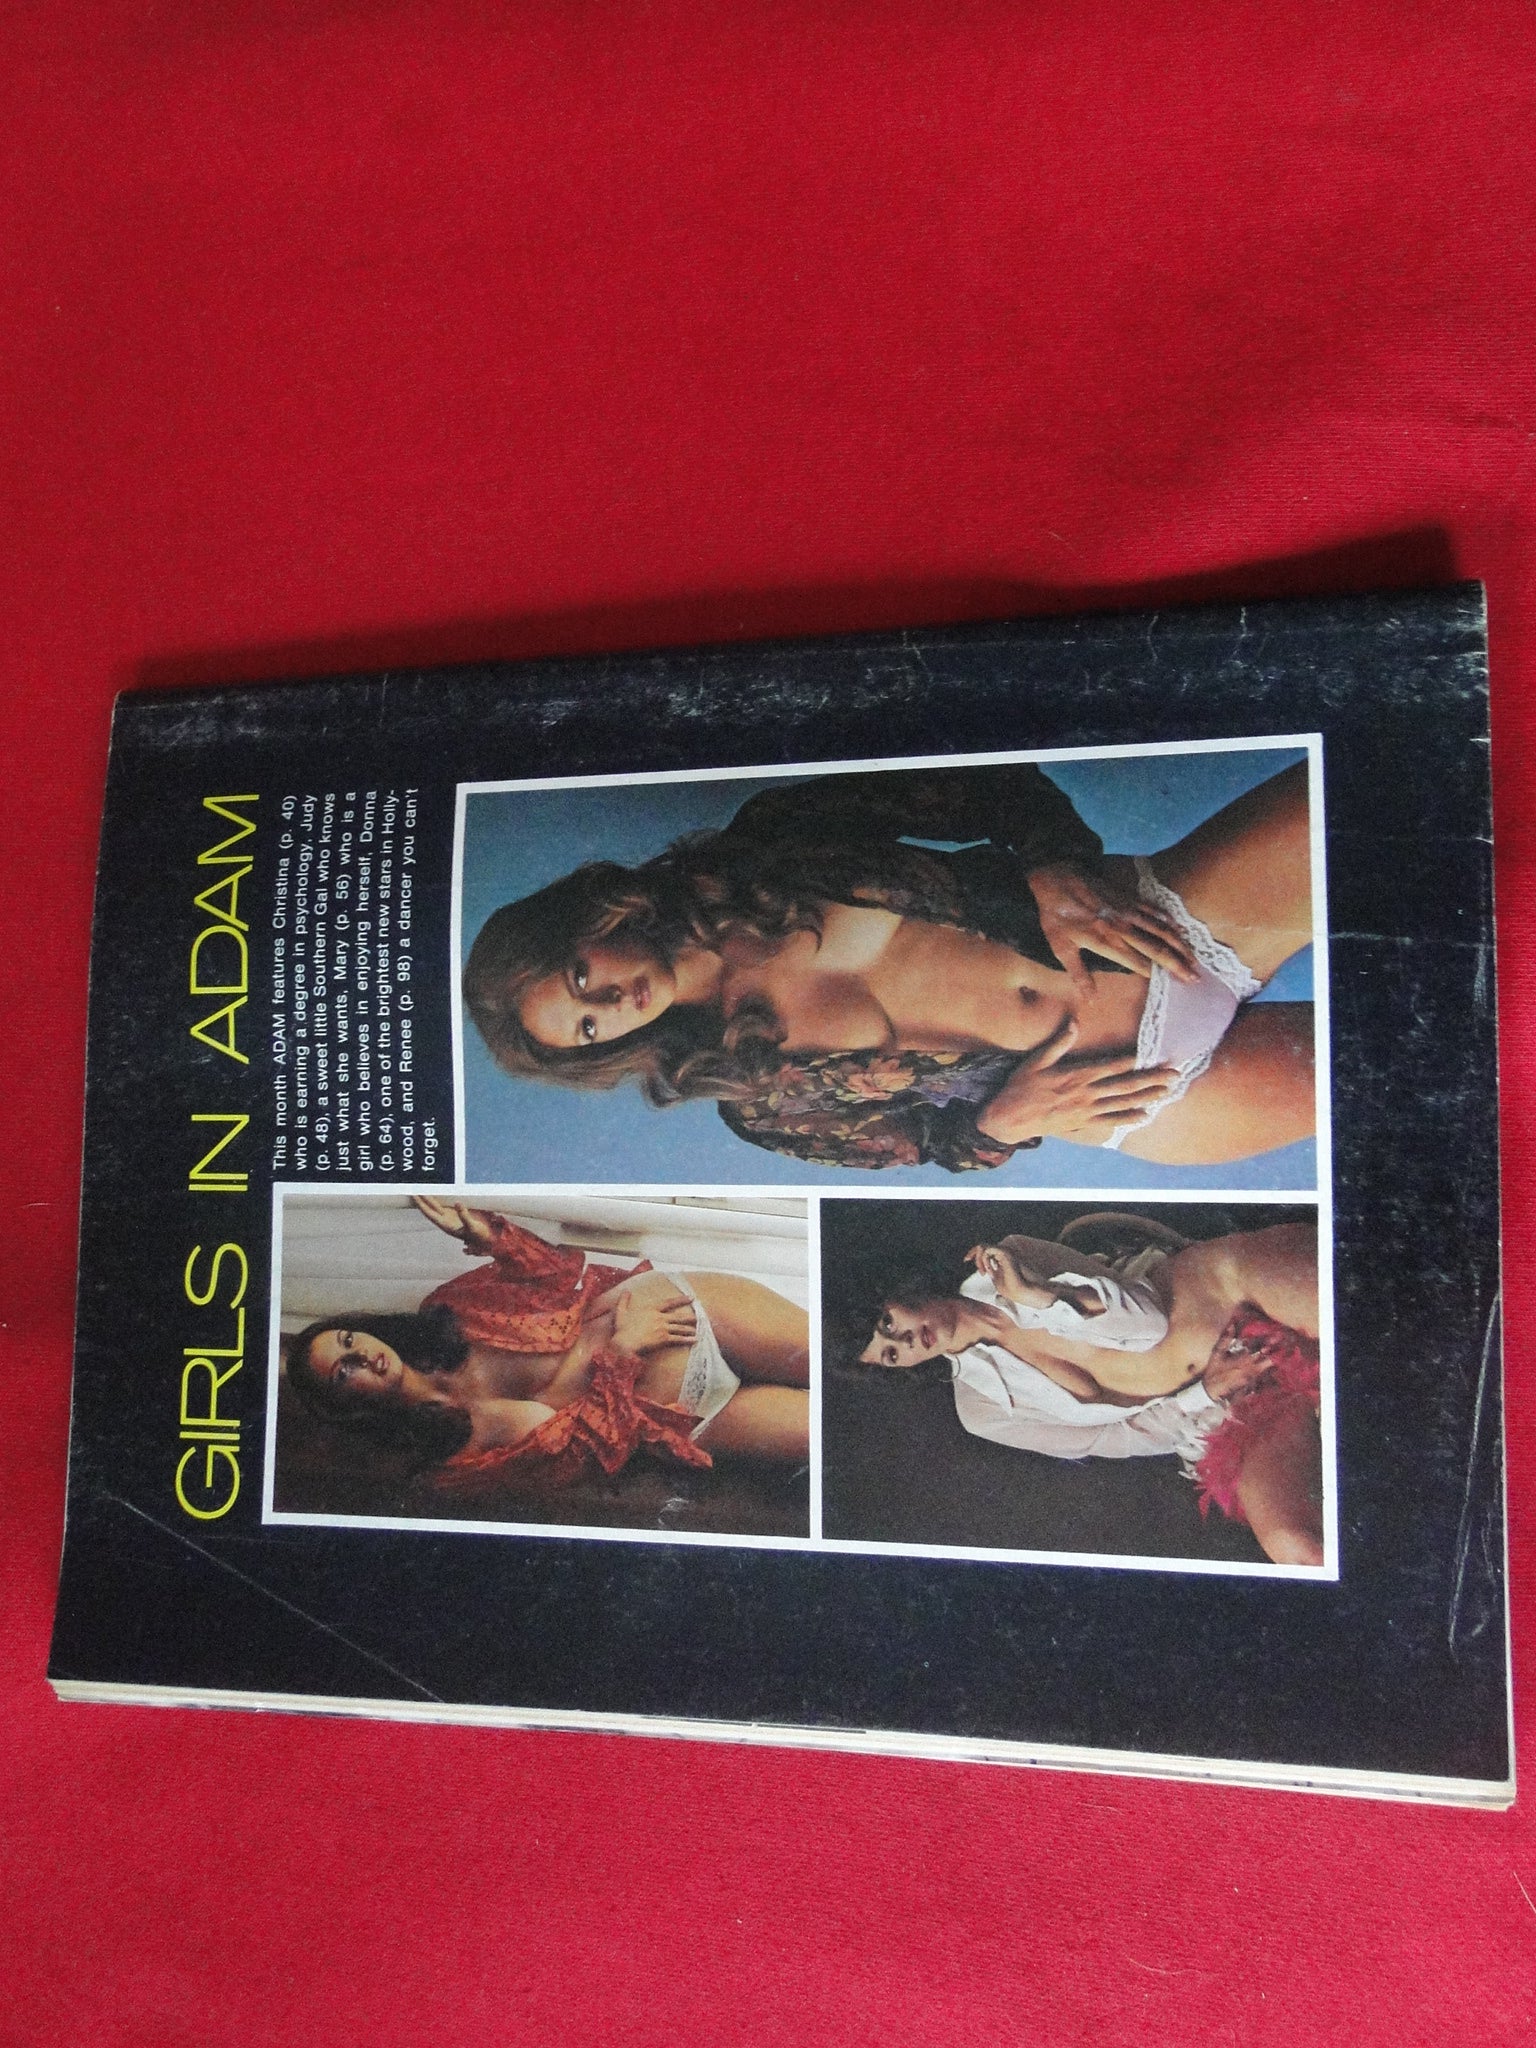 GIRLS IN ADAM
This month ADAM features Christina (p. 40)
who is earning a degree in psychology, Judy
(p. 48), a sweet little Southern Gal who knows
just what she wants, Mary (p. 56) who is a
girl who believes in enjoying herself, Donna
(p. 64), one of the brightest new stars in Holly-
wood, and Renee (p. 98) a dancer you can't
forget.